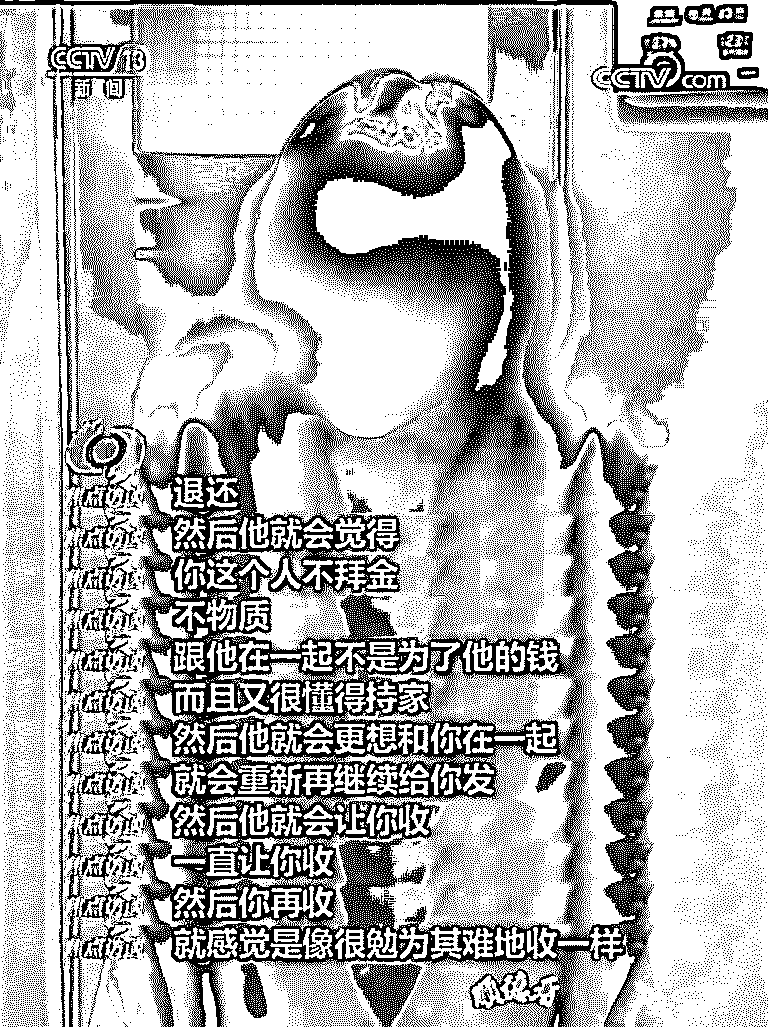 CCTV 13
新闻
CCTV.com
退还
然后他就会觉得
你这个人不拜金
不物质
跟他在一起不是为了他的钱
而且又很懂得持家
然后他就会更想和你在一起
就会重新再继续给你发
然后他就会让你收
一直让你收
然后你再收
就感觉是像很勉为其难地收一样